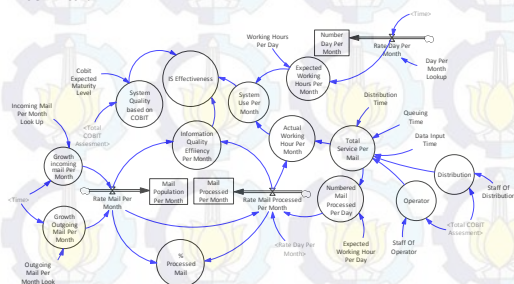 <Time>
Number
Day Per
Month
Rate Day Per
Month
Working Hours
Per Day
Day Per
Month
Lookup
Cobit
Expected
Maturity
Level
IS Effectiveness
Expected
Working
Hours Per
Month
System
Quality
based on
COBIT
System
Use Per
Month
Distribution
Time
Incoming Mail
Per Month
Look Up
Queuing
Time
<Total
COBIT
Assesment>
Information
Quality
Effiiency
Per Month
Actual
Working
Hour Per
Month
Data Input
Time
Total
Service Per
Mail
Growth
incoming
mail Per
Month
Distribution
Mail
Population
Per Month
Mail
Processed
Per Month
Rate Mail Per
Month
Rate Mail Processed
Per Month
Numbered
Mail
Processed
Per Day
Operator
Staff Of
Distribution
<Time>
Growth
Outgoing
Mail Per
Month
<Total COBIT
Assesment>
%
Processed
Mail
<Rate Day Per
Month>
Expected
Working Hour
Per Day
Staff Of
Operator
Outgoing
Mail Per
Month Look